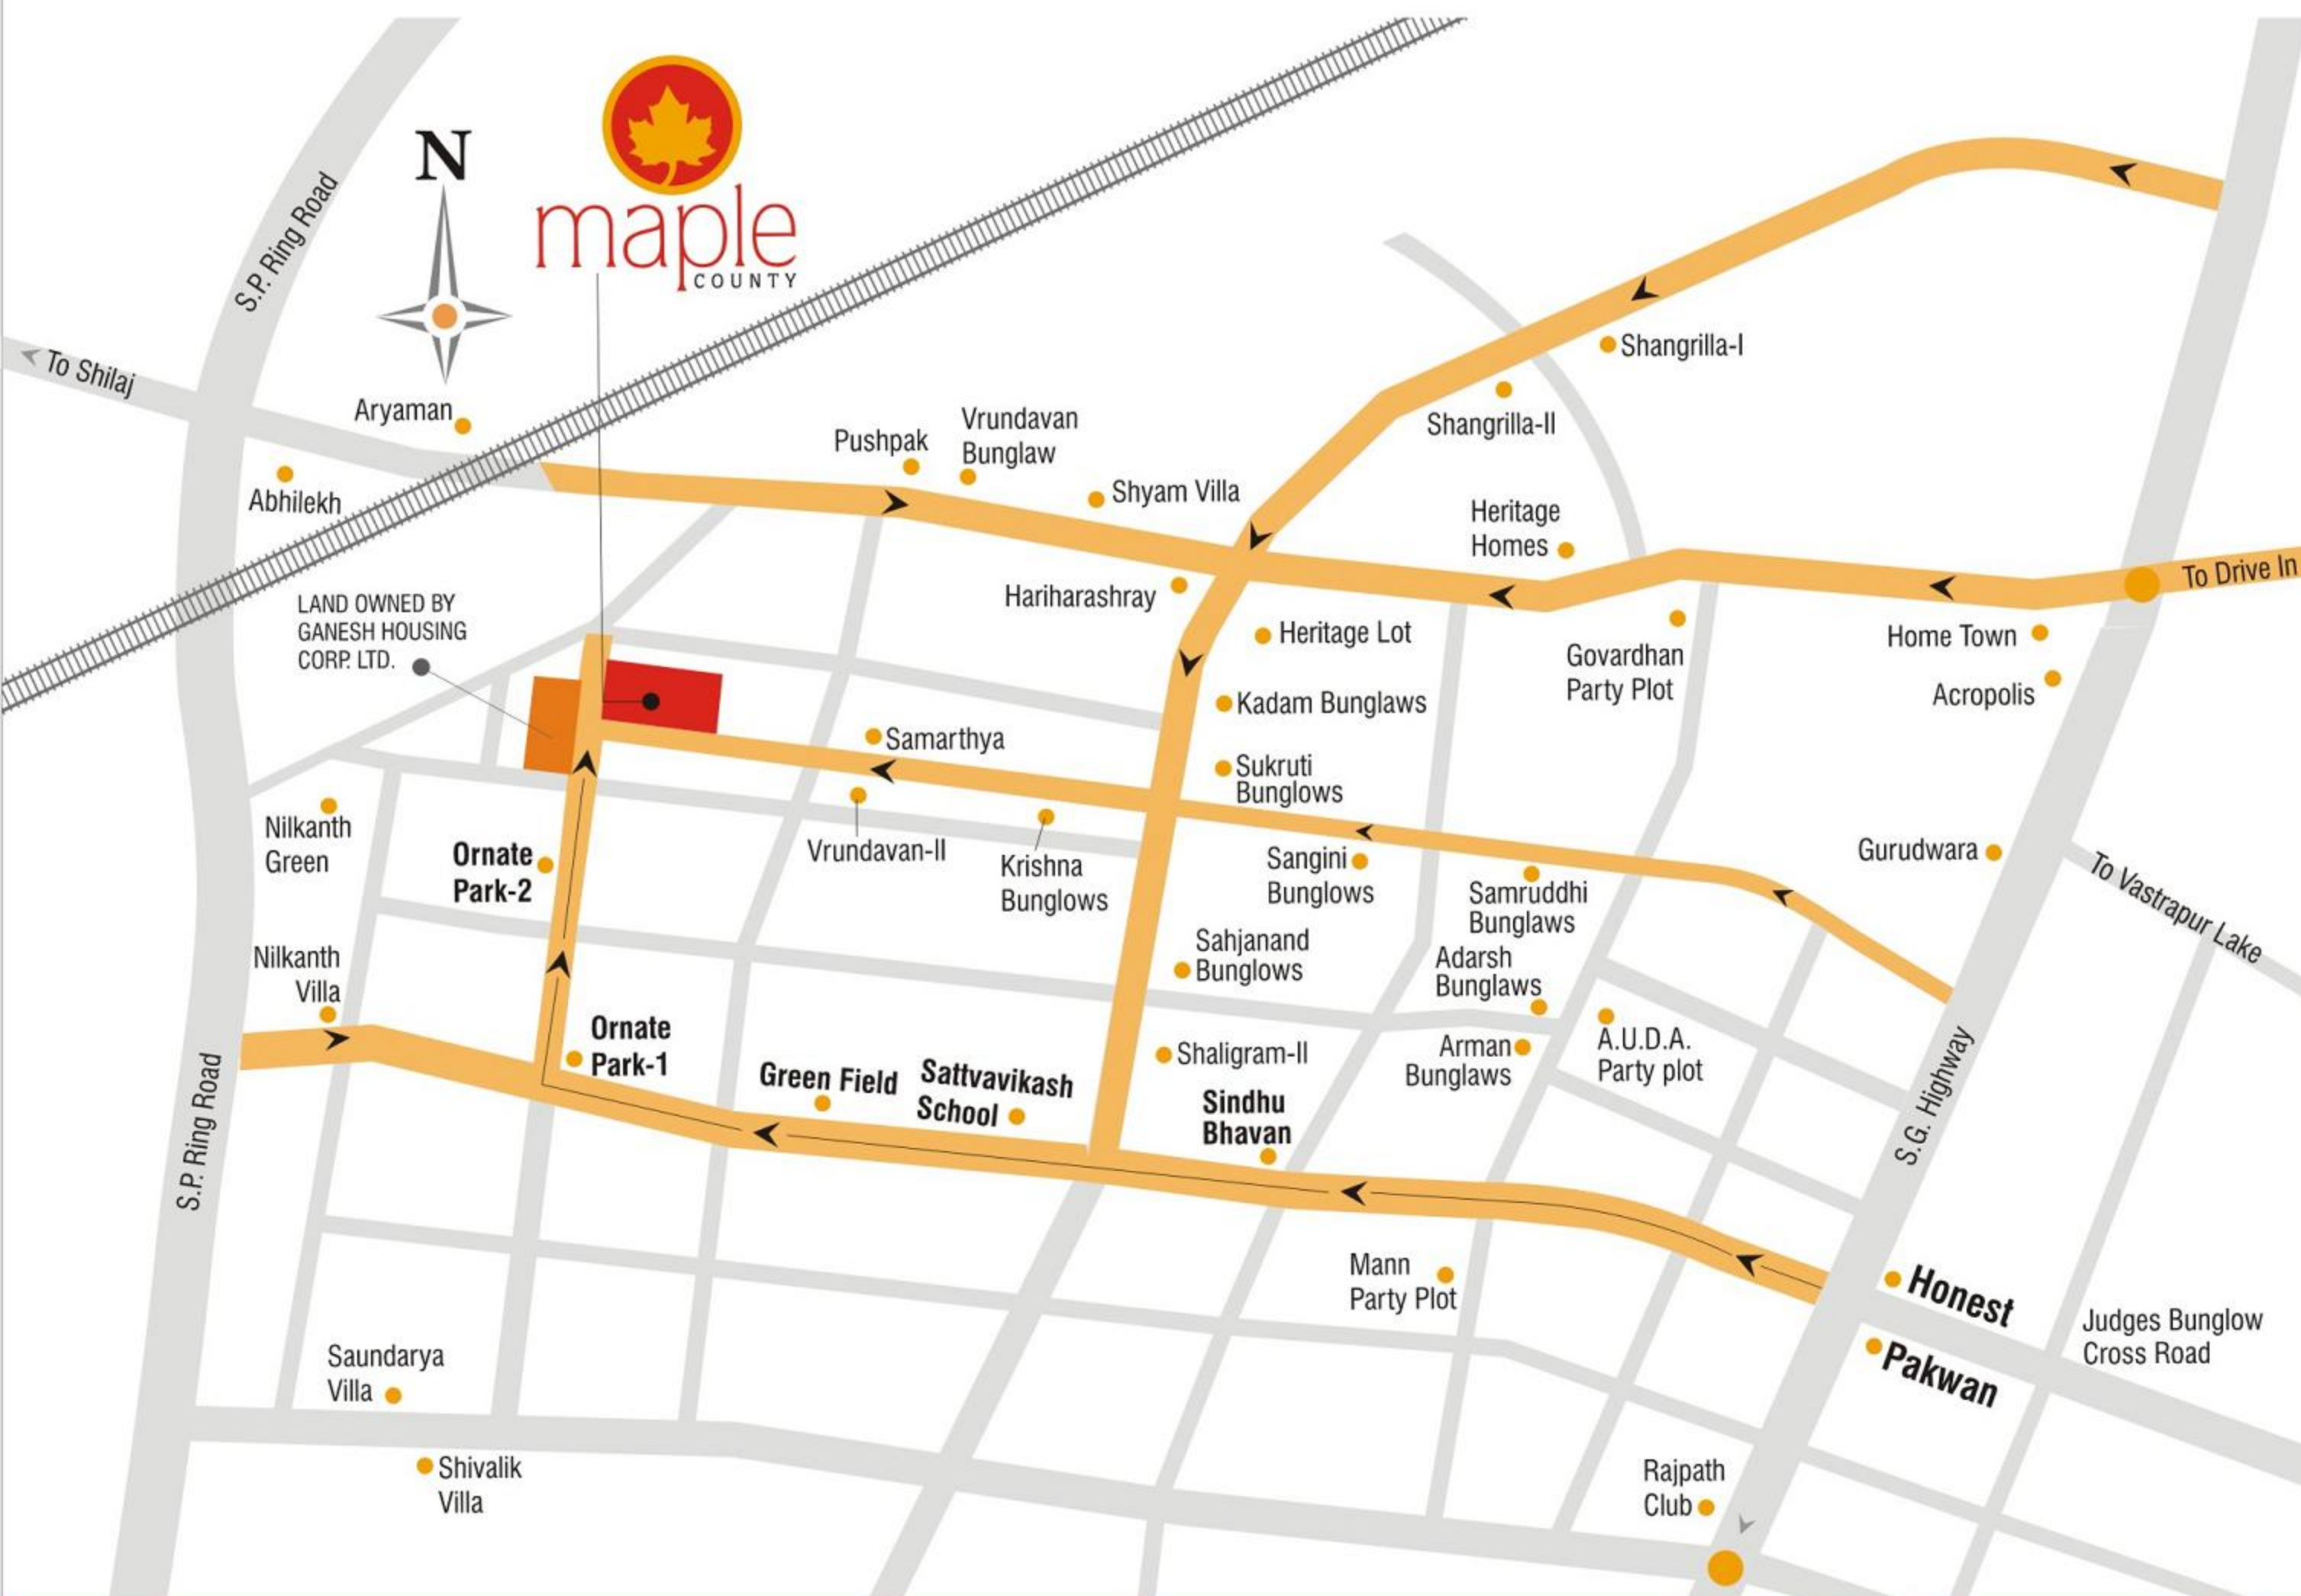 N
maple
COUNTY
S.P. Ring Road
To Shilaj
Aryaman
Abhilekh
Pushpak
Vrundavan
Bunglaw
Shyam Villa
Shangrilla-I
Shangrilla-II
Heritage
Homes
To Drive In
LAND OWNED BY
GANESH HOUSING
CORP. LTD.
Hariharashray
Heritage Lot
Govardhan
Party Plot
Home Town
Acropolis
Kadam Bunglaws
Samarthya
Sukruti
Bunglows
Nilkanth
Green
Ornate
Park-2
Vrundavan-II
Krishna
Bunglows
Sangini
Bunglows
Samruddhi
Bunglaws
Gurudwara
To Vastrapur Lake
Nilkanth
Villa
Sahjanand
Bunglows
Adarsh
Bunglaws
Ornate
Park-1
Green Field
Sattvavikash
School
Shaligram-II
Arman
Bunglaws
A.U.D.A.
Party plot
Sindhu
Bhavan
S.G. Highway
S.P. Ring Road
Mann
Party Plot
Honest
Pakwan
Judges Bunglow
Cross Road
Saundarya
Villa
Shivalik
Villa
Rajpath
Club